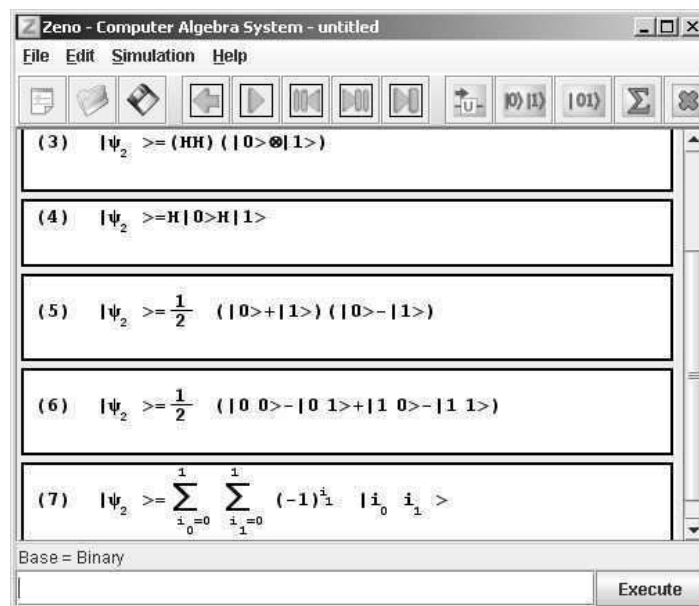 Zeno - Computer Algebra System - untitled
File Edit Simulation Help
U |0⟩|1⟩ |01⟩ Σ
(3) |ψ₂ >=(HH)(|0>⊗|1>)
(4) |ψ₂ >=H|0>H|1>
(5) |ψ₂ >=1/2 (|0>+|1>)(|0>-|1>)
(6) |ψ₂ >=1/2 (|0 0>-|0 1>+|1 0>-|1 1>)
(7) |ψ₂ >=∑_{i₀=0}^{1} ∑_{i₁=0}^{1} (-1)^{i₁} |i₀ i₁ >
Base = Binary
Execute